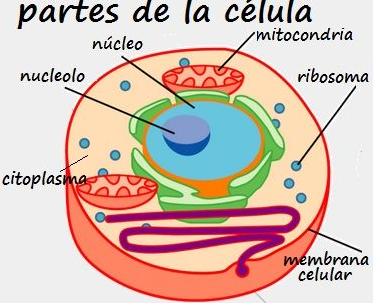 partes de la célula
mitocondria
núcleo
nucleolo
ribosoma
citoplasma
membrana
celular